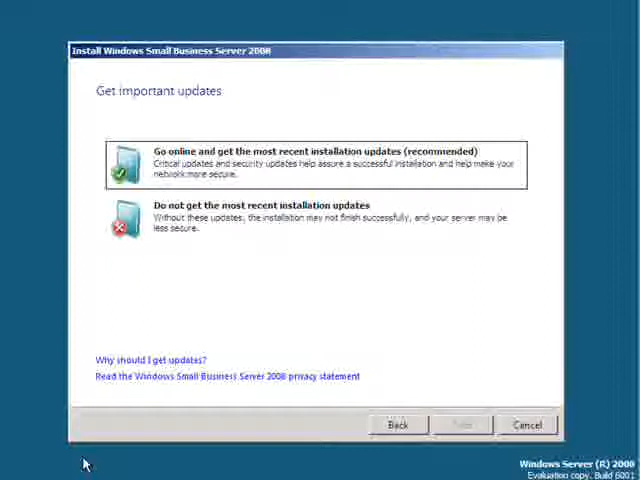 Install Windows Small Business Server 2008
Get important updates
Go online and get the most recent installation updates (recommended)
Critical updates and security updates help assure a successful installation and help make your
network more secure.
Do not get the most recent installation updates
Without these updates, the installation may not finish successfully, and your server may be
less secure.
Why should I get updates?
Read the Windows Small Business Server 2008 privacy statement
Back
Cancel
Windows Server (R) 2008
Evaluation copy. Build 6001